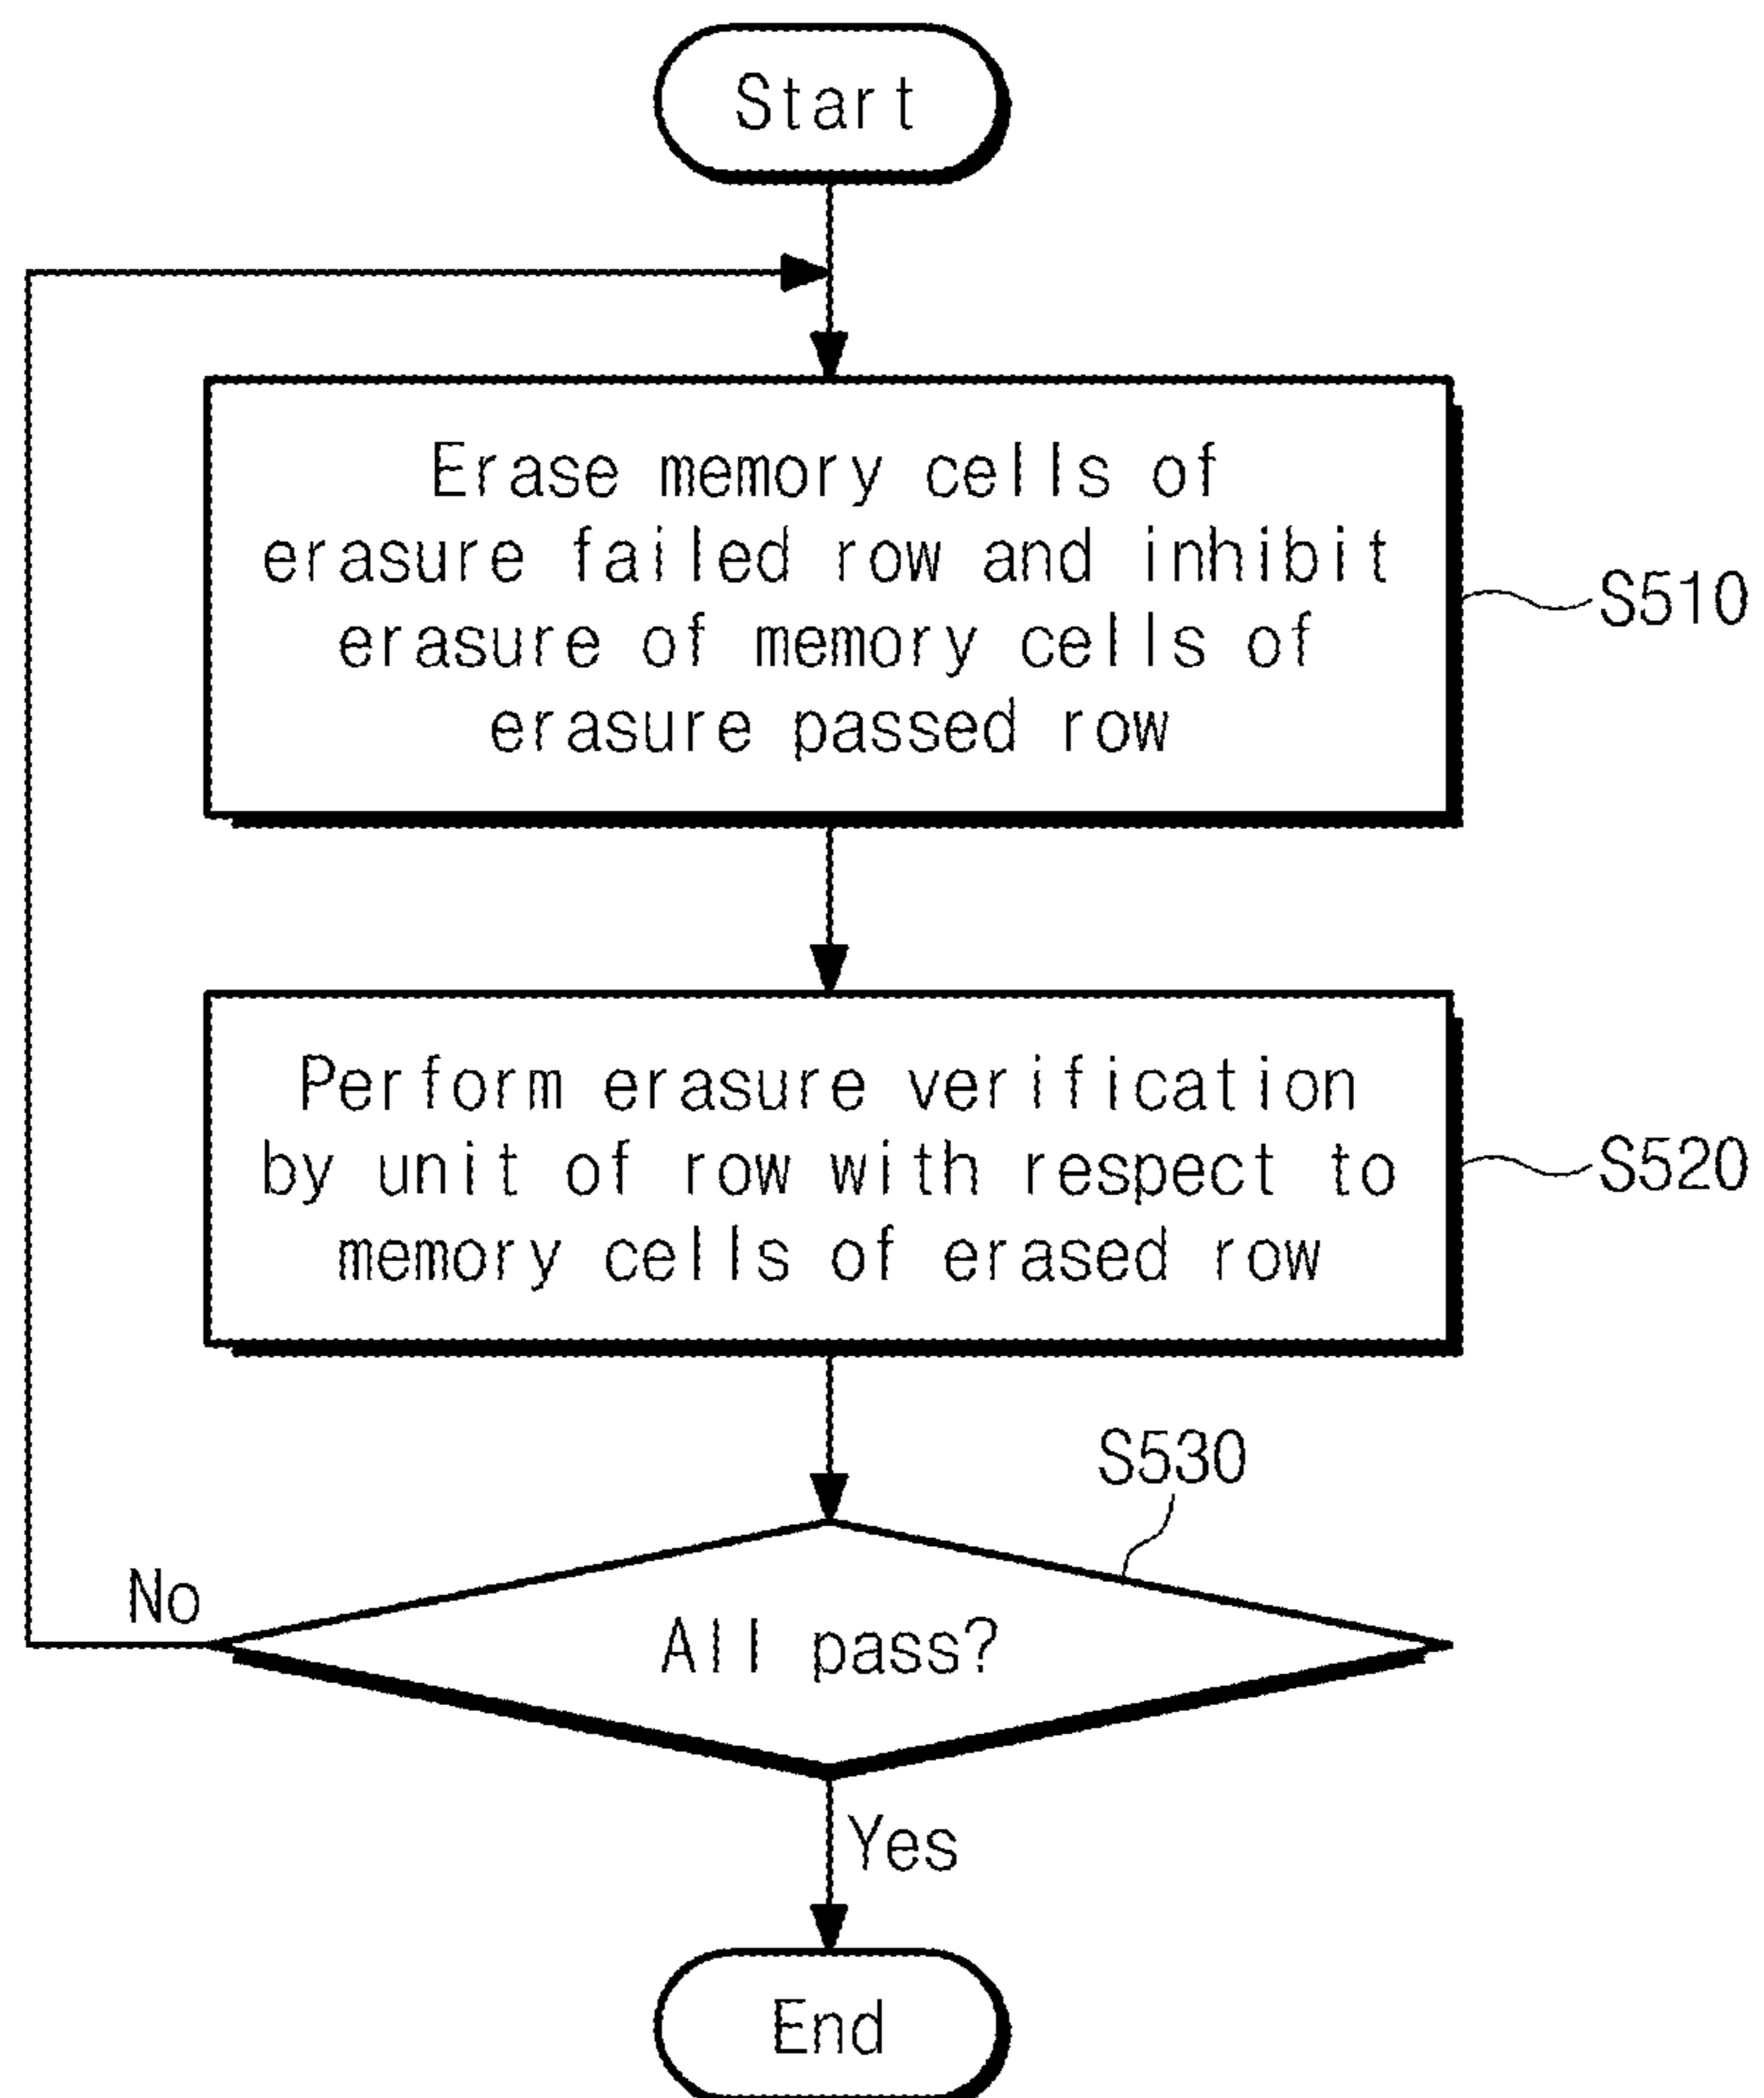 Start
Erase memory cells of
erasure failed row and inhibit
erasure of memory cells of
erasure passed row
S510
Perform erasure verification
by unit of row with respect to
memory cells of erased row
S520
S530
No
All pass?
Yes
End